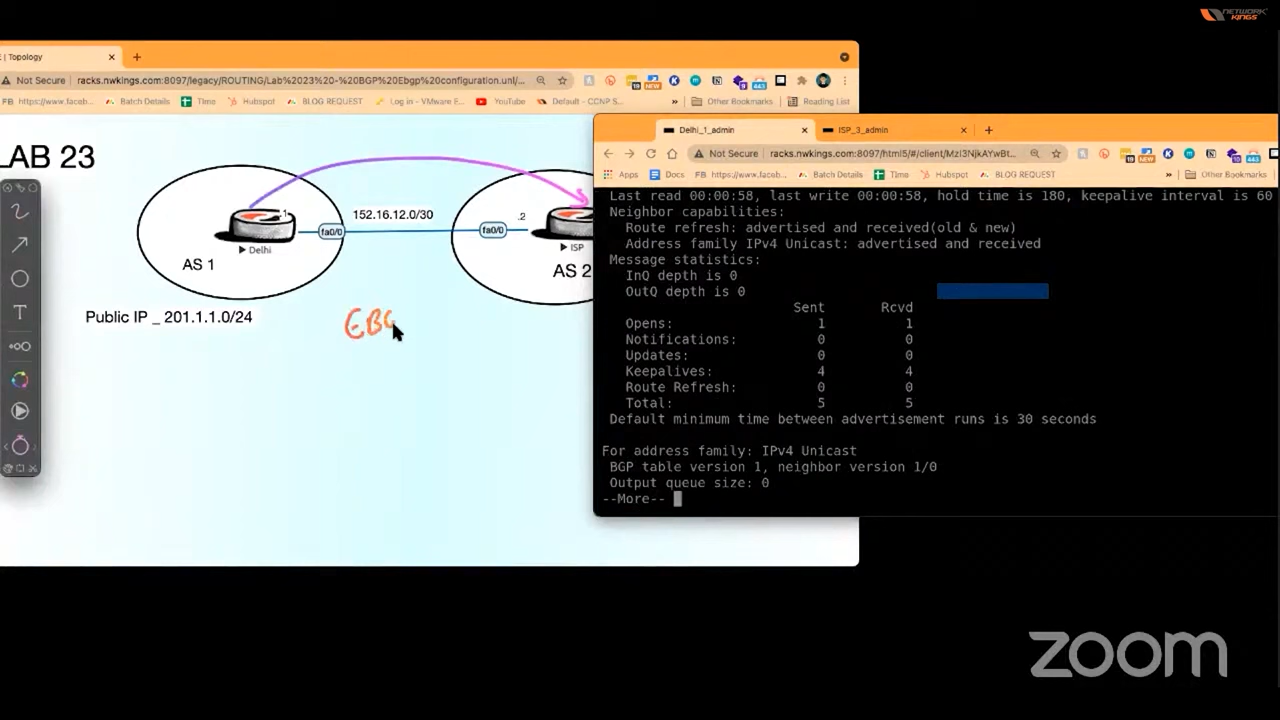 NETWORK
KINGS
E | Topology
Not Secure | racks.nwkings.com:8097/legacy/ROUTING/Lab%2023%20-%20BGP%20Ebgp%20configuration.unl/...
FB https://www.faceb... Batch Details Time Hubspot BLOG REQUEST Log in - VMware E... YouTube Default - CCNP S... » Other Bookmarks Reading List
LAB 23
.1
fa0/0
152.16.12.0/30
fa0/0
.2
Delhi
ISP
AS 1
AS 2
Public IP _ 201.1.1.0/24
EBG
T
Delhi_1_admin
ISP_3_admin
Not Secure | racks.nwkings.com:8097/html5/#/client/MzI3NjkAYwBt...
Apps Docs FB https://www.faceb... Batch Details Time Hubspot BLOG REQUEST » Other Bookmarks
Last read 00:00:58, last write 00:00:58, hold time is 180, keepalive interval is 60
Neighbor capabilities:
Route refresh: advertised and received(old & new)
Address family IPv4 Unicast: advertised and received
Message statistics:
InQ depth is 0
OutQ depth is 0
Sent Rcvd
Opens: 1 1
Notifications: 0 0
Updates: 0 0
Keepalives: 4 4
Route Refresh: 0 0
Total: 5 5
Default minimum time between advertisement runs is 30 seconds
For address family: IPv4 Unicast
BGP table version 1, neighbor version 1/0
Output queue size: 0
--More--
zoom